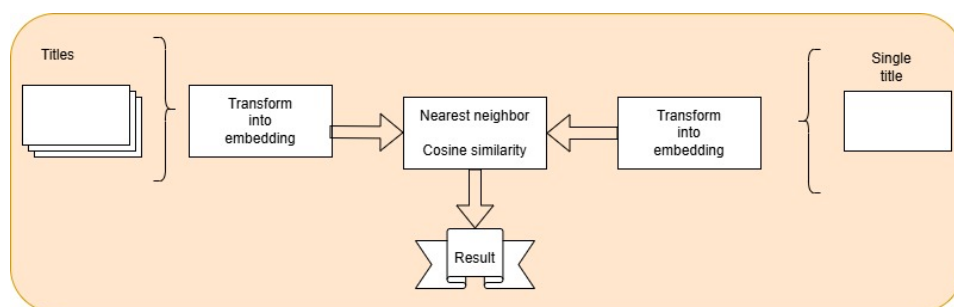 Titles
Transform
into
embedding
Nearest neighbor
Cosine similarity
Transform
into
embedding
Single
title
Result